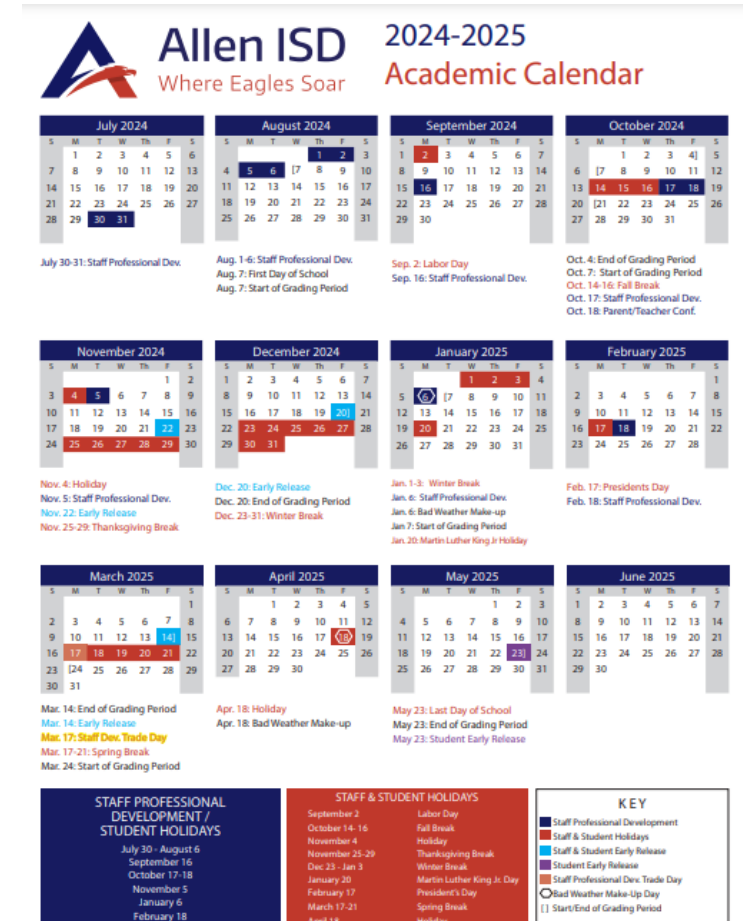 Allen ISD
Where Eagles Soar
2024-2025
Academic Calendar
July 2024
S M T W Th F S
1 2 3 4 5 6
7 8 9 10 11 12 13
14 15 16 17 18 19 20
21 22 23 24 25 26 27
28 29 30 31
July 30-31: Staff Professional Dev.
August 2024
S M T W Th F S
1 2 3
4 5 6 [7 8 9 10
11 12 13 14 15 16 17
18 19 20 21 22 23 24
25 26 27 28 29 30 31
Aug. 1-6: Staff Professional Dev.
Aug. 7: First Day of School
Aug. 7: Start of Grading Period
September 2024
S M T W Th F S
1 2 3 4 5 6 7
8 9 10 11 12 13 14
15 16 17 18 19 20 21
22 23 24 25 26 27 28
29 30
Sep. 2: Labor Day
Sep. 16: Staff Professional Dev.
October 2024
S M T W Th F S
1 2 3 4] 5
6 [7 8 9 10 11 12
13 14 15 16 17 18 19
20 [21 22 23 24 25 26
27 28 29 30 31
Oct. 4: End of Grading Period
Oct. 7: Start of Grading Period
Oct. 14-16: Fall Break
Oct. 17: Staff Professional Dev.
Oct. 18: Parent/Teacher Conf.
November 2024
S M T W Th F S
1 2
3 4 5 6 7 8 9
10 11 12 13 14 15 16
17 18 19 20 21 22 23
24 25 26 27 28 29 30
Nov. 4: Holiday
Nov. 5: Staff Professional Dev.
Nov. 22: Early Release
Nov. 25-29: Thanksgiving Break
December 2024
S M T W Th F S
1 2 3 4 5 6 7
8 9 10 11 12 13 14
15 16 17 18 19 20] 21
22 23 24 25 26 27 28
29 30 31
Dec. 20: Early Release
Dec. 20: End of Grading Period
Dec. 23-31: Winter Break
January 2025
S M T W Th F S
1 2 3 4
5 6 [7 8 9 10 11
12 13 14 15 16 17 18
19 20 21 22 23 24 25
26 27 28 29 30 31
Jan. 1-3: Winter Break
Jan. 6: Staff Professional Dev.
Jan. 6: Bad Weather Make-up
Jan 7: Start of Grading Period
Jan. 20: Martin Luther King Jr Holiday
February 2025
S M T W Th F S
1
2 3 4 5 6 7 8
9 10 11 12 13 14 15
16 17 18 19 20 21 22
23 24 25 26 27 28
Feb. 17: Presidents Day
Feb. 18: Staff Professional Dev.
March 2025
S M T W Th F S
1
2 3 4 5 6 7 8
9 10 11 12 13 14] 15
16 17 18 19 20 21 22
23 [24 25 26 27 28 29
30 31
Mar. 14: End of Grading Period
Mar. 14: Early Release
Mar. 17: Staff Dev. Trade Day
Mar. 17-21: Spring Break
Mar. 24: Start of Grading Period
April 2025
S M T W Th F S
1 2 3 4 5
6 7 8 9 10 11 12
13 14 15 16 17 18 19
20 21 22 23 24 25 26
27 28 29 30
Apr. 18: Holiday
Apr. 18: Bad Weather Make-up
May 2025
S M T W Th F S
1 2 3
4 5 6 7 8 9 10
11 12 13 14 15 16 17
18 19 20 21 22 23] 24
25 26 27 28 29 30 31
May 23: Last Day of School
May 23: End of Grading Period
May 23: Student Early Release
June 2025
S M T W Th F S
1 2 3 4 5 6 7
8 9 10 11 12 13 14
15 16 17 18 19 20 21
22 23 24 25 26 27 28
29 30
STAFF PROFESSIONAL
DEVELOPMENT /
STUDENT HOLIDAYS
July 30 - August 6
September 16
October 17-18
November 5
January 6
February 18
STAFF & STUDENT HOLIDAYS
September 2 Labor Day
October 14- 16 Fall Break
November 4 Holiday
November 25-29 Thanksgiving Break
Dec 23 - Jan 3 Winter Break
January 20 Martin Luther King Jr. Day
February 17 President's Day
March 17-21 Spring Break
April 18 Holiday
KEY
Staff Professional Development
Staff & Student Holidays
Staff & Student Early Release
Student Early Release
Staff Professional Dev. Trade Day
Bad Weather Make-Up Day
[ ] Start/End of Grading Period